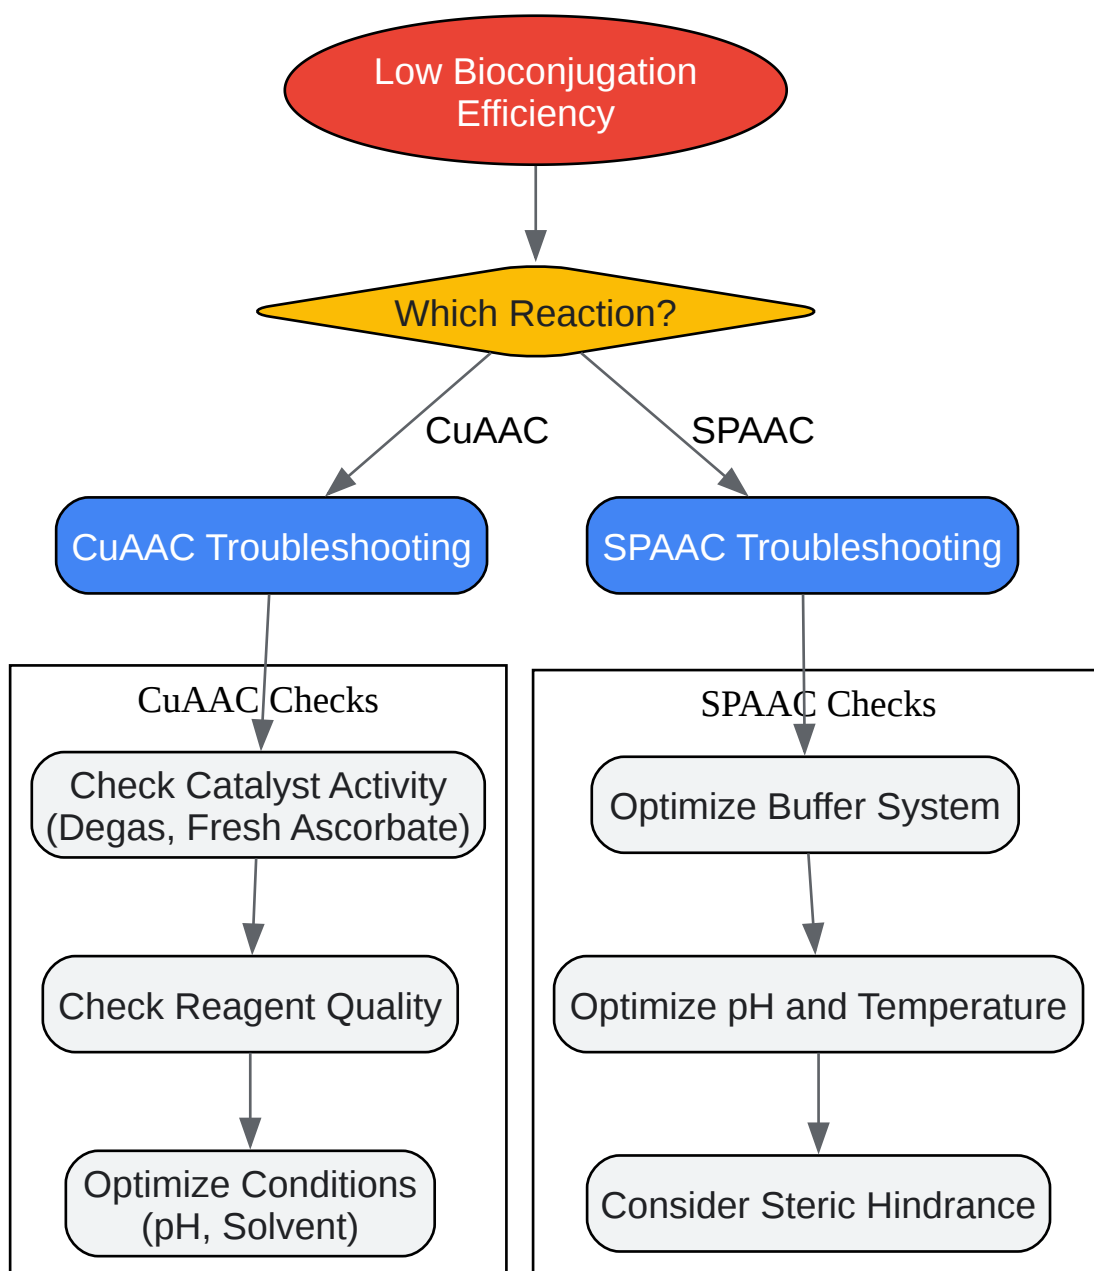 Low Bioconjugation
Efficiency
Which Reaction?
CuAAC
SPAAC
CuAAC Troubleshooting
SPAAC Troubleshooting
CuAAC Checks
Check Catalyst Activity
(Degas, Fresh Ascorbate)
Check Reagent Quality
Optimize Conditions
(pH, Solvent)
SPAAC Checks
Optimize Buffer System
Optimize pH and Temperature
Consider Steric Hindrance